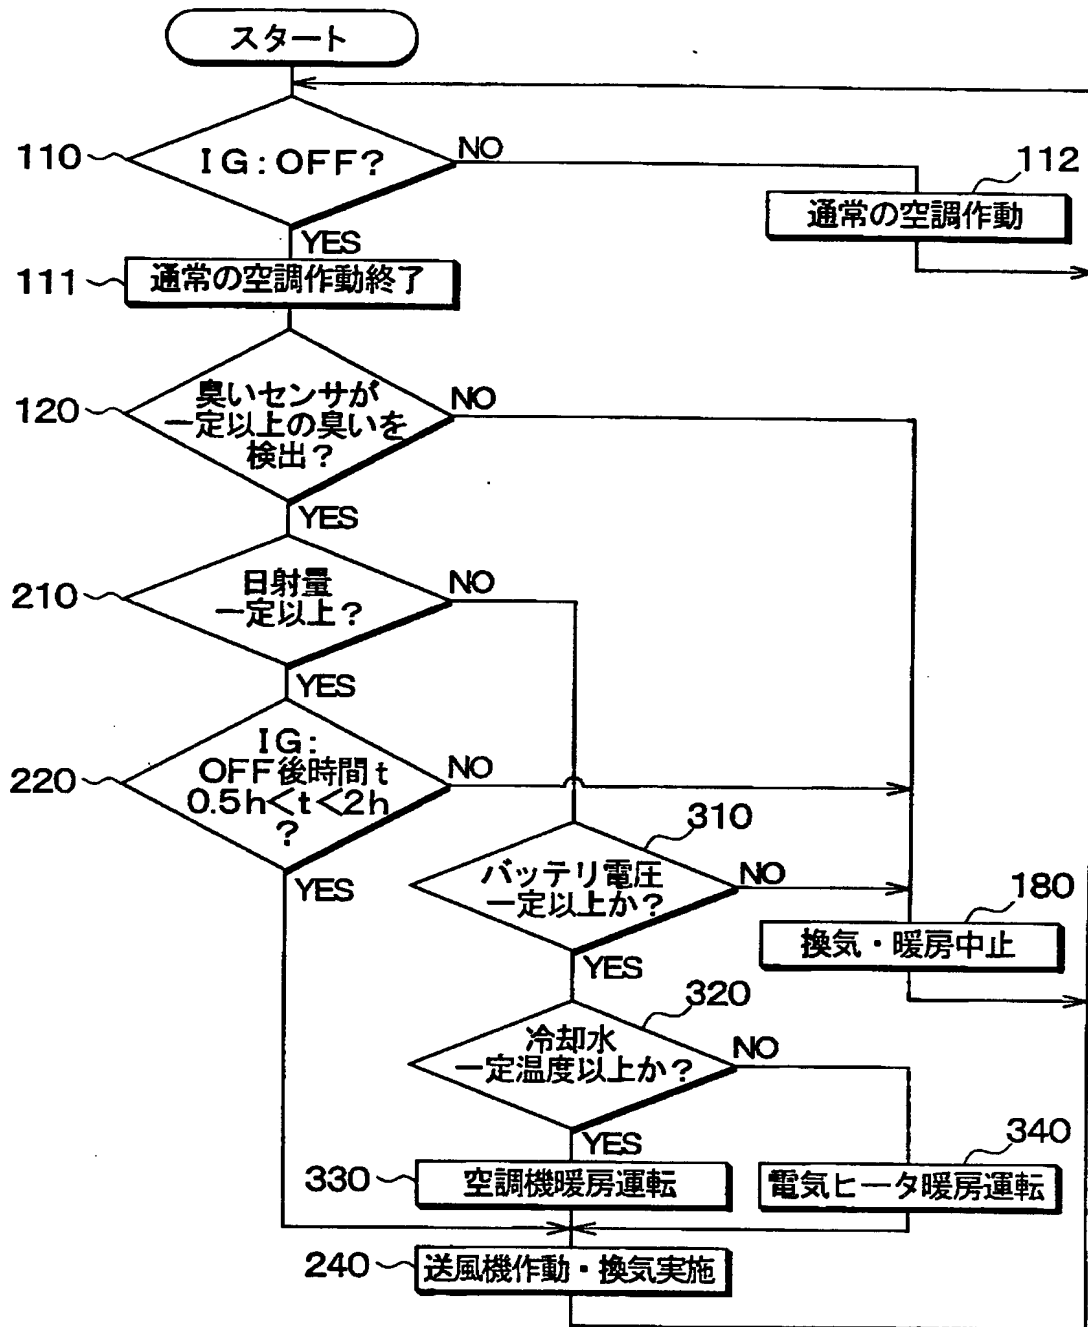 スタート
110
IG:OFF?
NO
112
通常の空調作動
YES
111
通常の空調作動終了
120
臭いセンサが
一定以上の臭いを
検出?
NO
YES
210
日射量
一定以上?
NO
YES
220
IG:
OFF後時間t
0.5h<t<2h
?
NO
YES
310
バッテリ電圧
一定以上か?
NO
YES
180
換気・暖房中止
320
冷却水
一定温度以上か?
NO
YES
330
空調機暖房運転
340
電気ヒータ暖房運転
240
送風機作動・換気実施